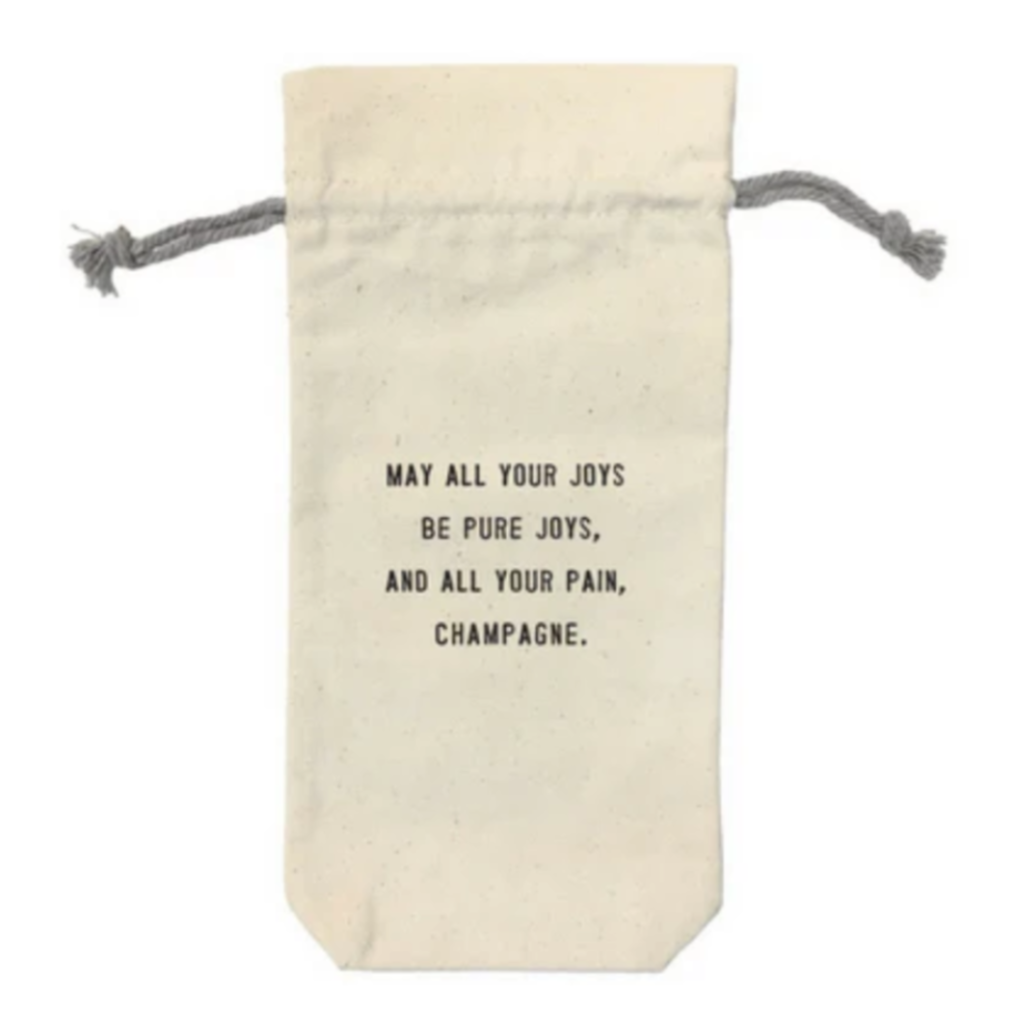 MAY ALL YOUR JOYS
BE PURE JOYS,
AND ALL YOUR PAIN,
CHAMPAGNE.